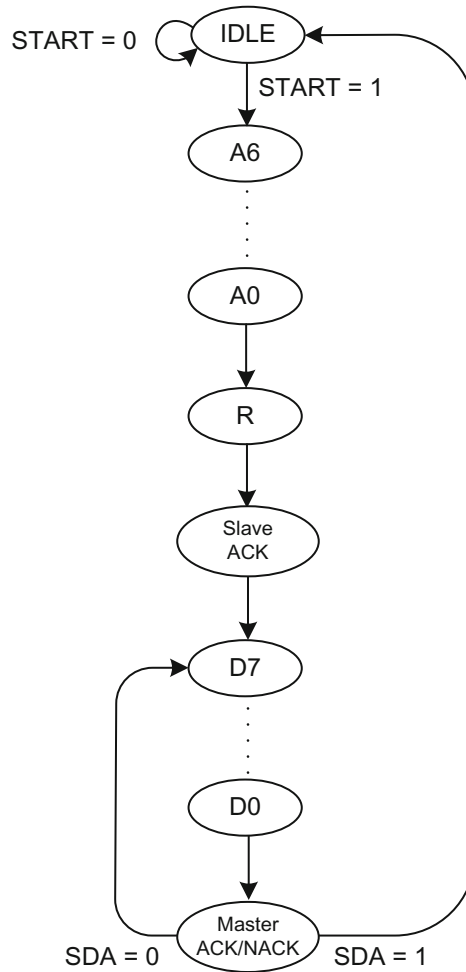 START = 0
IDLE
START = 1
A6
A0
R
Slave
ACK
D7
D0
Master
ACK/NACK
SDA = 0
SDA = 1